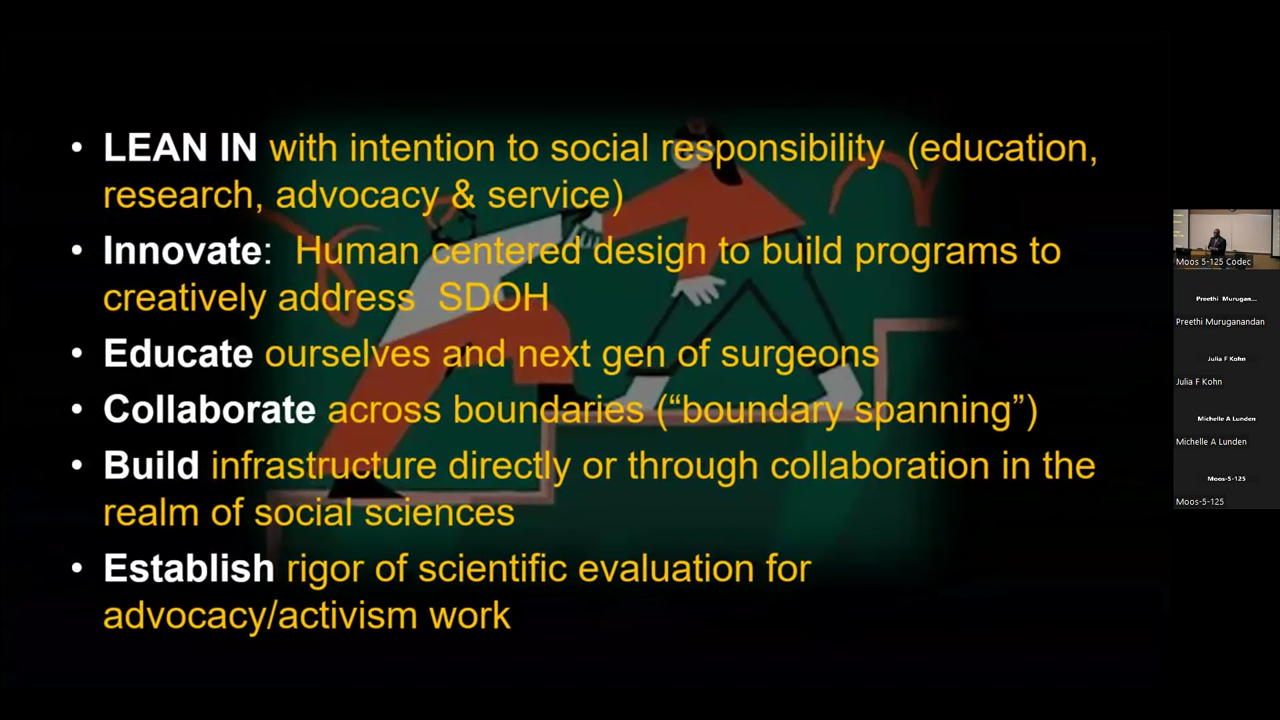 • LEAN IN with intention to social responsibility (education,
research, advocacy & service)
• Innovate: Human centered design to build programs to
creatively address SDOH
• Educate ourselves and next gen of surgeons
• Collaborate across boundaries (“boundary spanning”)
• Build infrastructure directly or through collaboration in the
realm of social sciences
• Establish rigor of scientific evaluation for
advocacy/activism work
Moos 5-125 Codec
Preethi Murugan...
Preethi Muruganandan
Julia F Kohn
Julia F Kohn
Michelle A Lunden
Michelle A Lunden
Moos-5-125
Moos-5-125